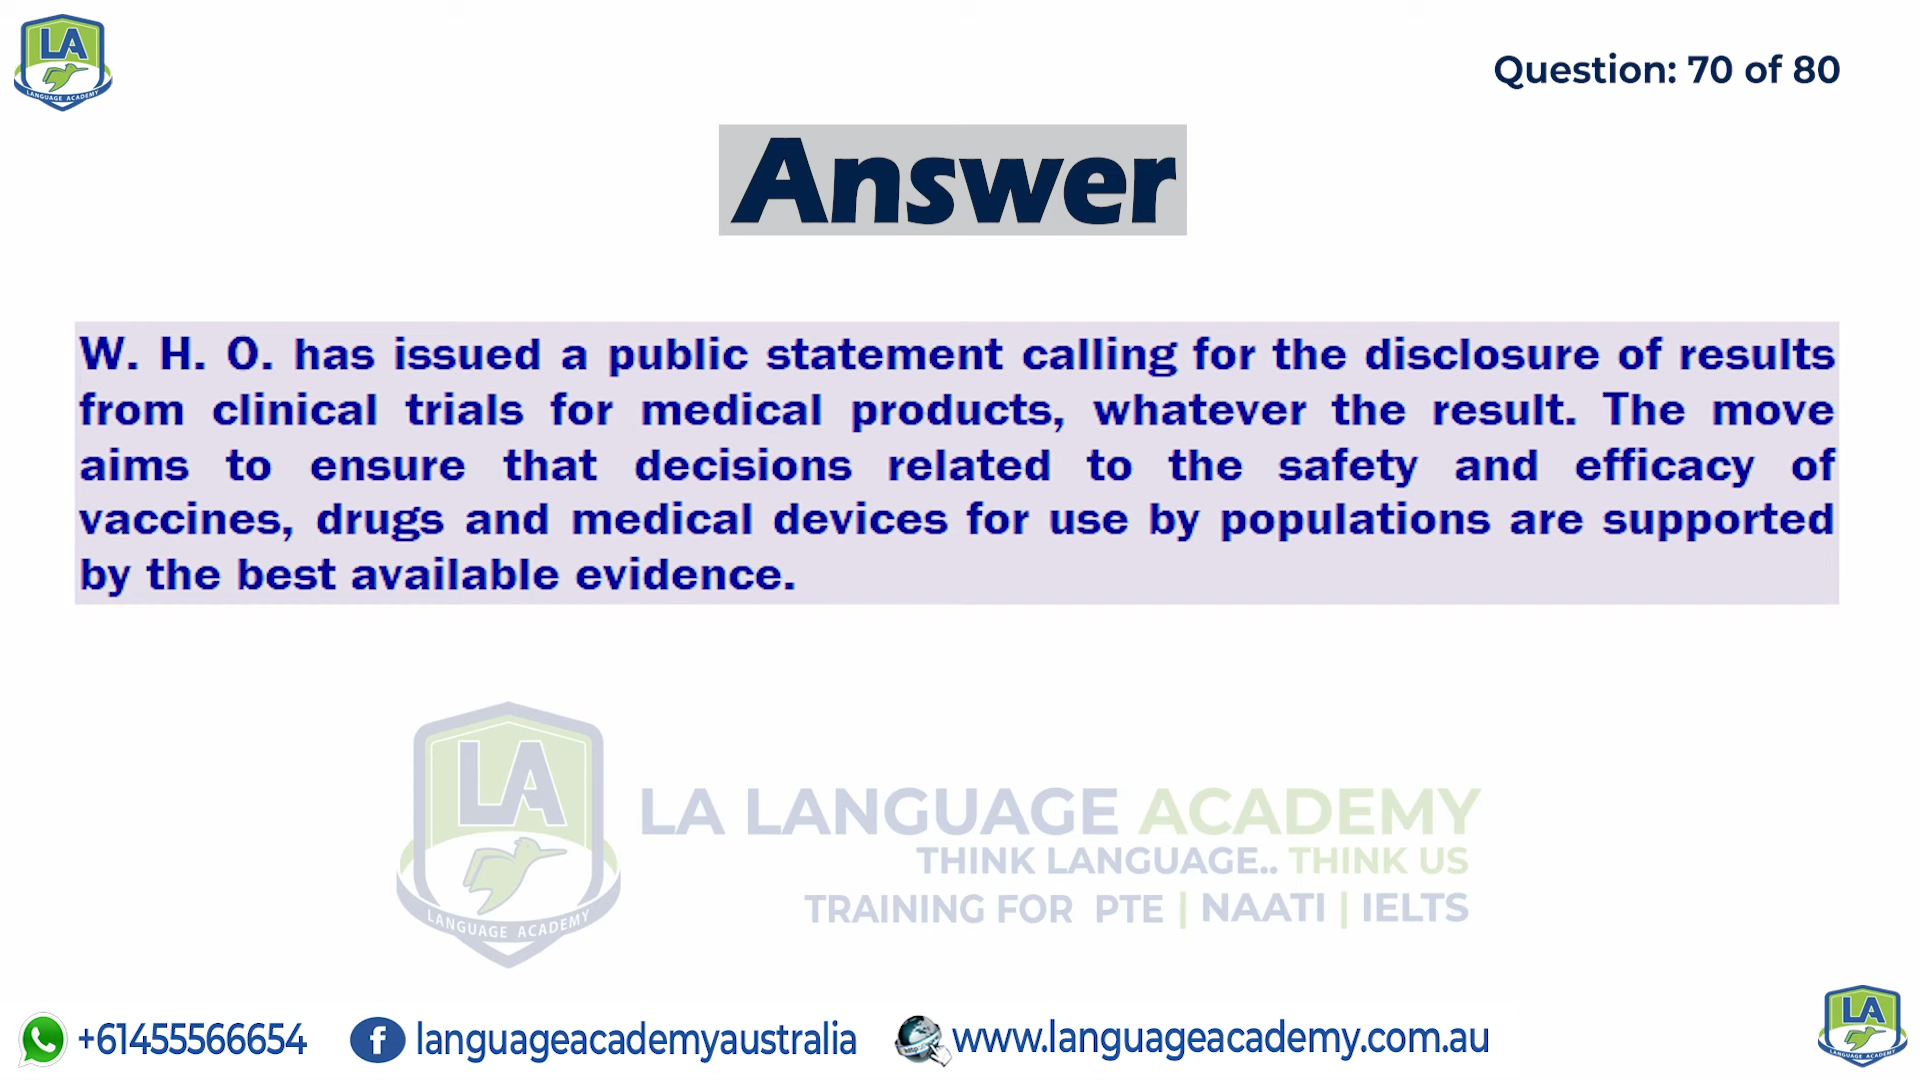 LA
LANGUAGE ACADEMY
Question: 70 of 80
Answer
W. H. O. has issued a public statement calling for the disclosure of results
from clinical trials for medical products, whatever the result. The move
aims to ensure that decisions related to the safety and efficacy of
vaccines, drugs and medical devices for use by populations are supported
by the best available evidence.
LA
LANGUAGE ACADEMY
LA LANGUAGE ACADEMY
THINK LANGUAGE.. THINK US
TRAINING FOR PTE | NAATI | IELTS
+61455566654 languageacademyaustralia www.languageacademy.com.au
LA
LANGUAGE ACADEMY